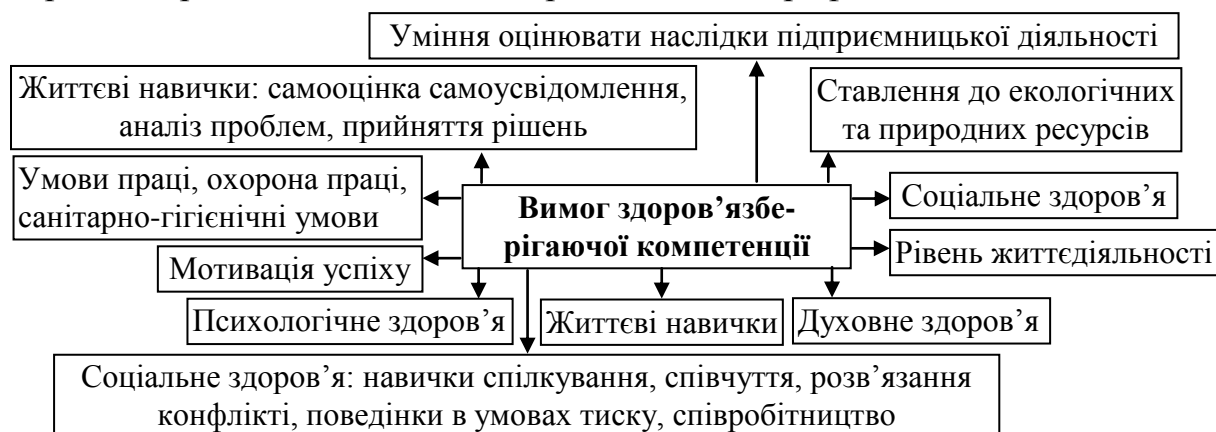 Уміння оцінювати наслідки підприємницької діяльності
Життєві навички: самооцінка самоусвідомлення,
аналіз проблем, прийняття рішень
Ставлення до екологічних
та природних ресурсів
Умови праці, охорона праці,
санітарно-гігієнічні умови
Вимог здоров’язбе-
рігаючої компетенції
Соціальне здоров’я
Рівень життєдіяльності
Мотивація успіху
Психологічне здоров’я
Життєві навички
Духовне здоров’я
Соціальне здоров’я: навички спілкування, співчуття, розв’язання
конфлікті, поведінки в умовах тиску, співробітництво